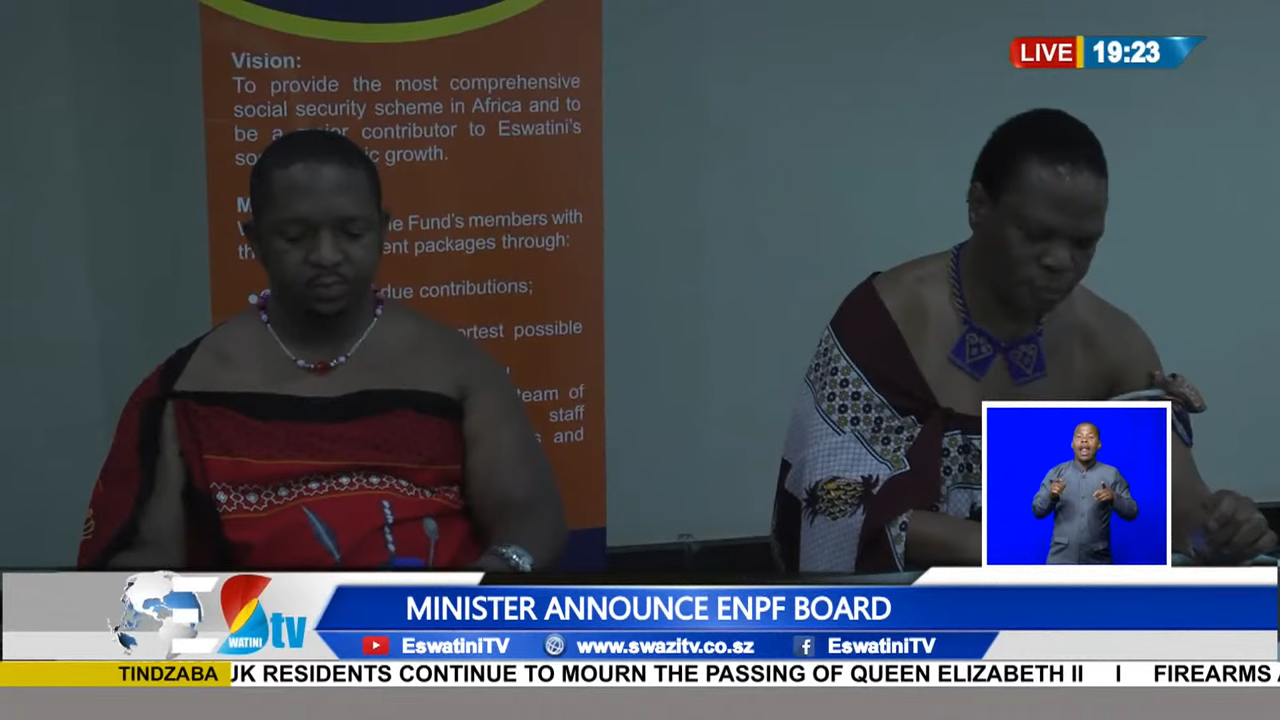 LIVE 19:23
Vision:
To provide the most comprehensive
social security scheme in Africa and to
be a contributor to Eswatini's
growth.
Fund's members with
packages through:
due contributions;
possible
team of
staff
and
MINISTER ANNOUNCE ENPF BOARD
WATINI tv
EswatiniTV www.swazitv.co.sz EswatiniTV
TINDZABA UK RESIDENTS CONTINUE TO MOURN THE PASSING OF QUEEN ELIZABETH II I FIREARMS